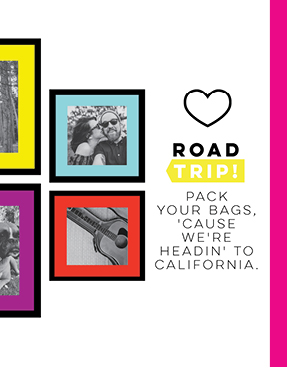 ROAD
TRIP!
PACK
YOUR BAGS,
'CAUSE
WE'RE
HEADIN' TO
CALIFORNIA.